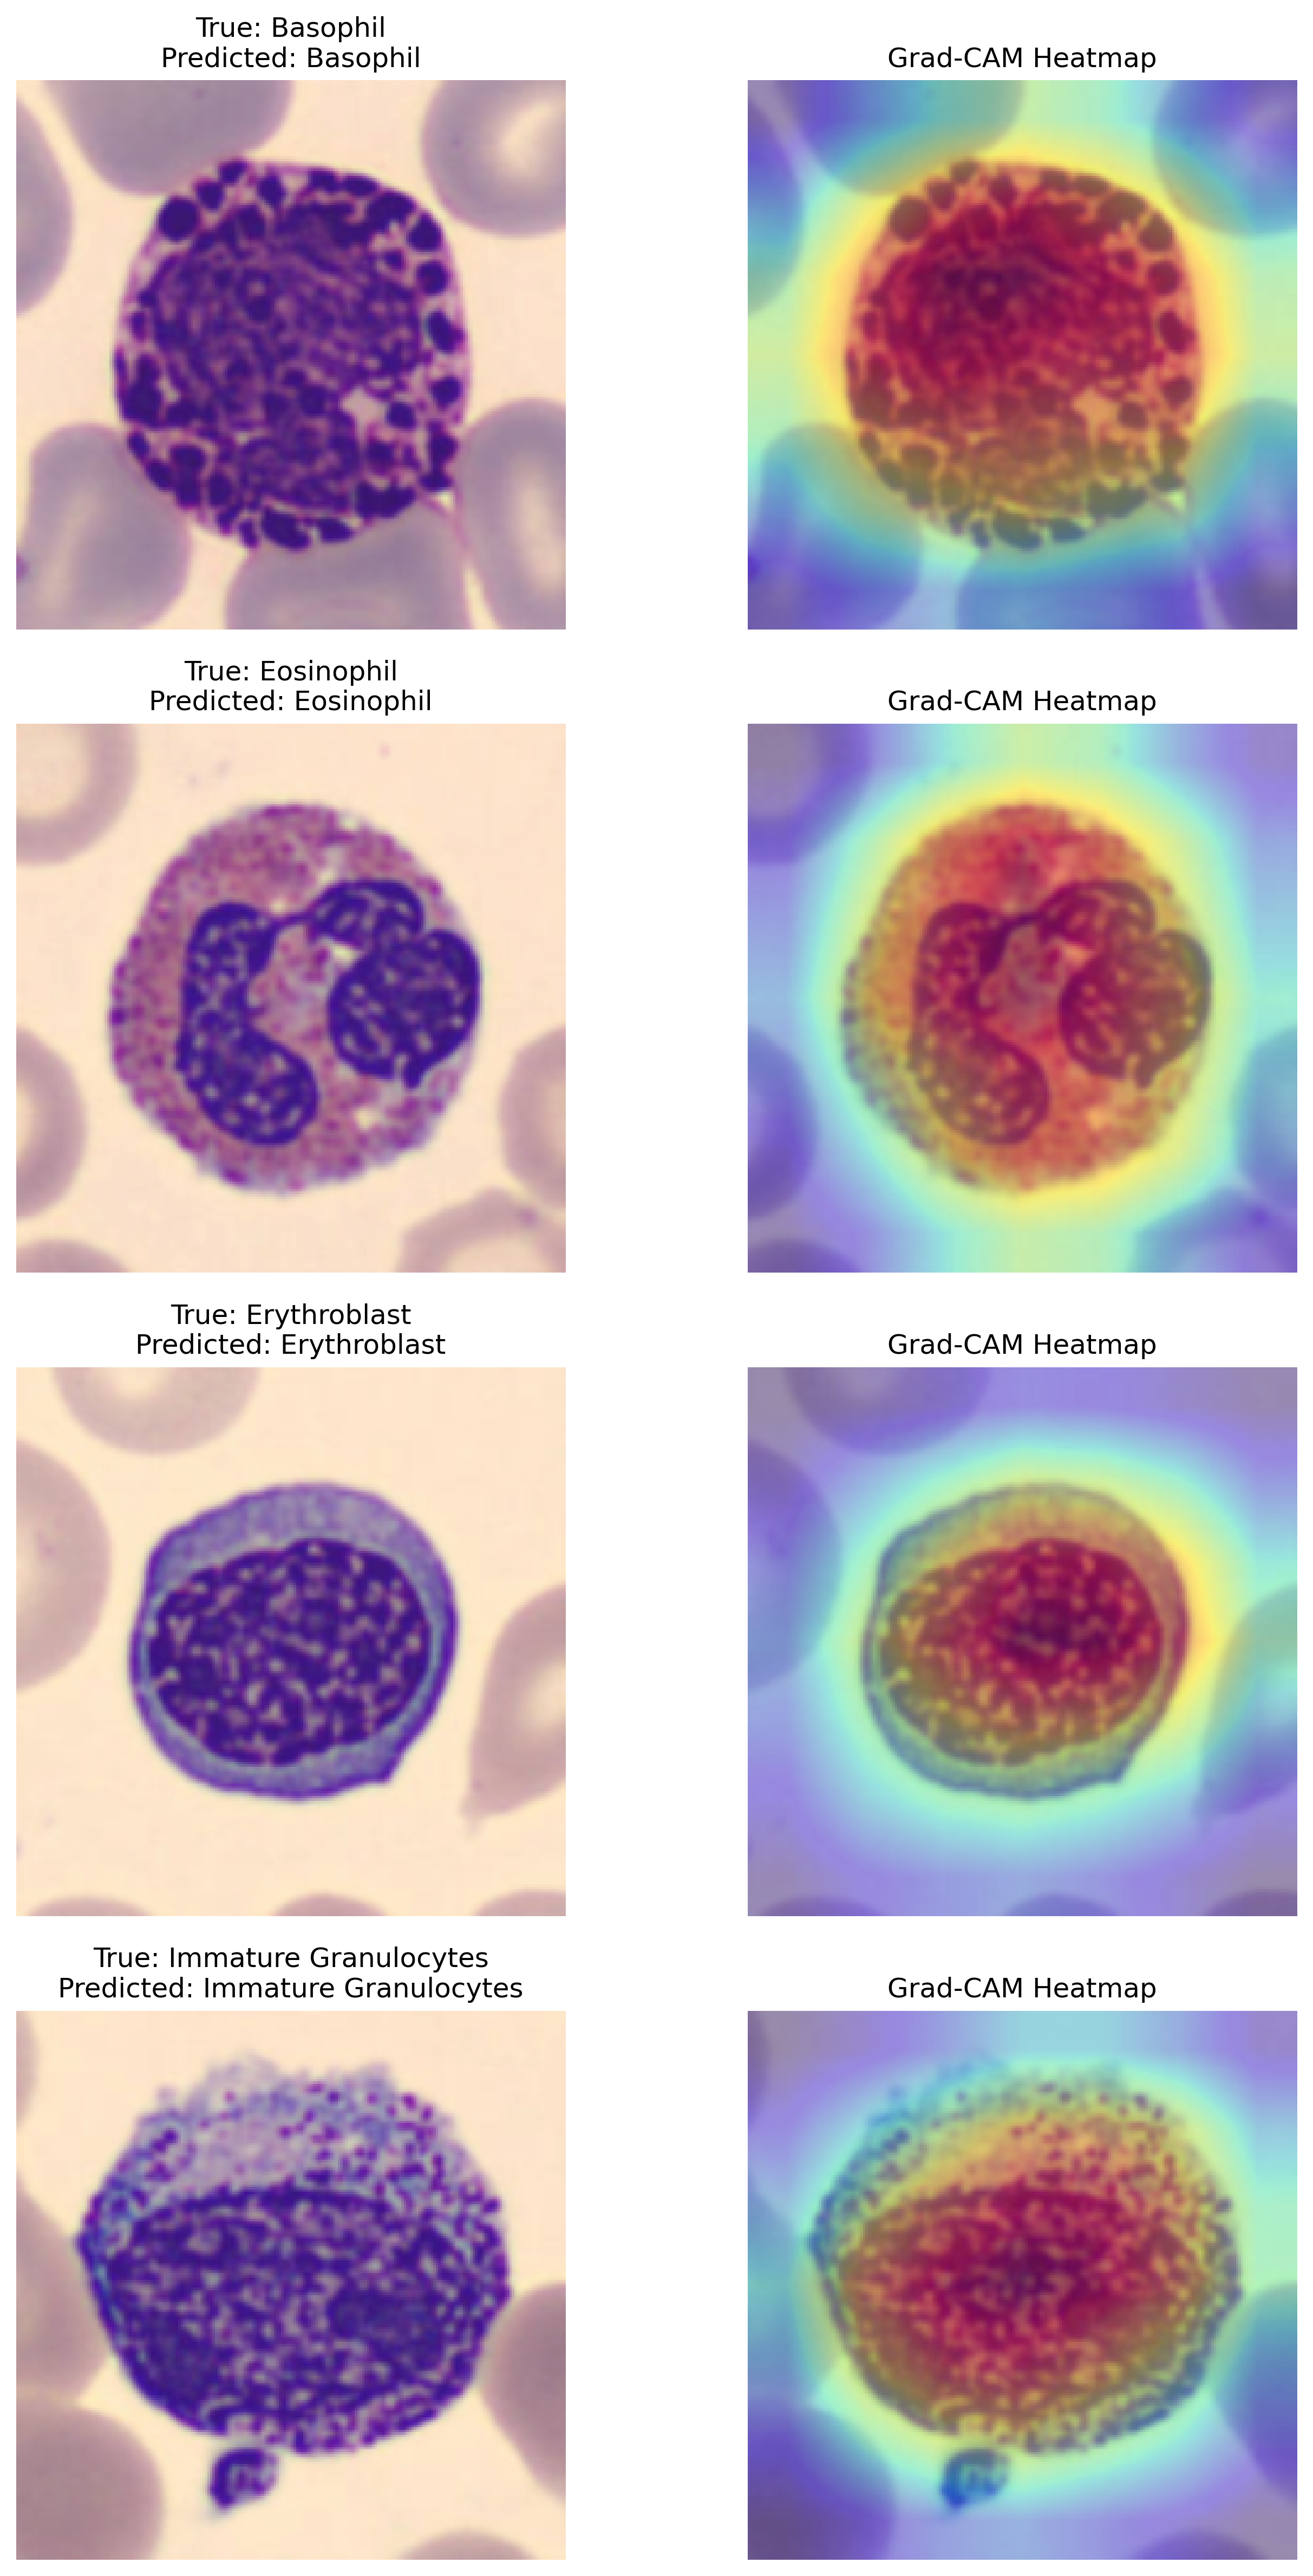 True: Basophil
Predicted: Basophil
Grad-CAM Heatmap
True: Eosinophil
Predicted: Eosinophil
Grad-CAM Heatmap
True: Erythroblast
Predicted: Erythroblast
Grad-CAM Heatmap
True: Immature Granulocytes
Predicted: Immature Granulocytes
Grad-CAM Heatmap